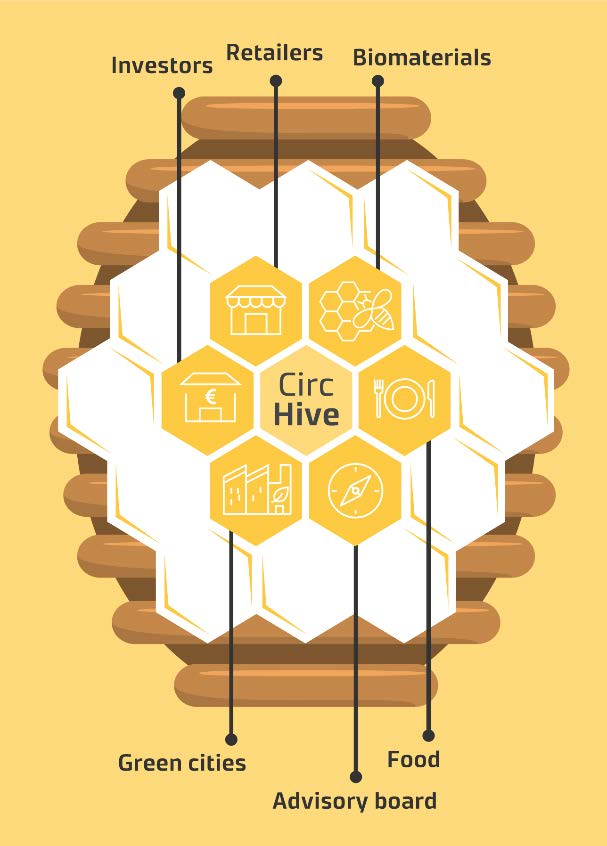 Investors
Retailers
Biomaterials
€
Circ
Hive
Green cities
Food
Advisory board